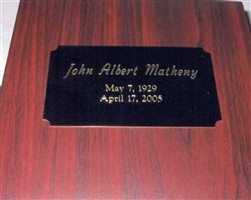 John Albert Matheny
May 7, 1929
April 17, 2005